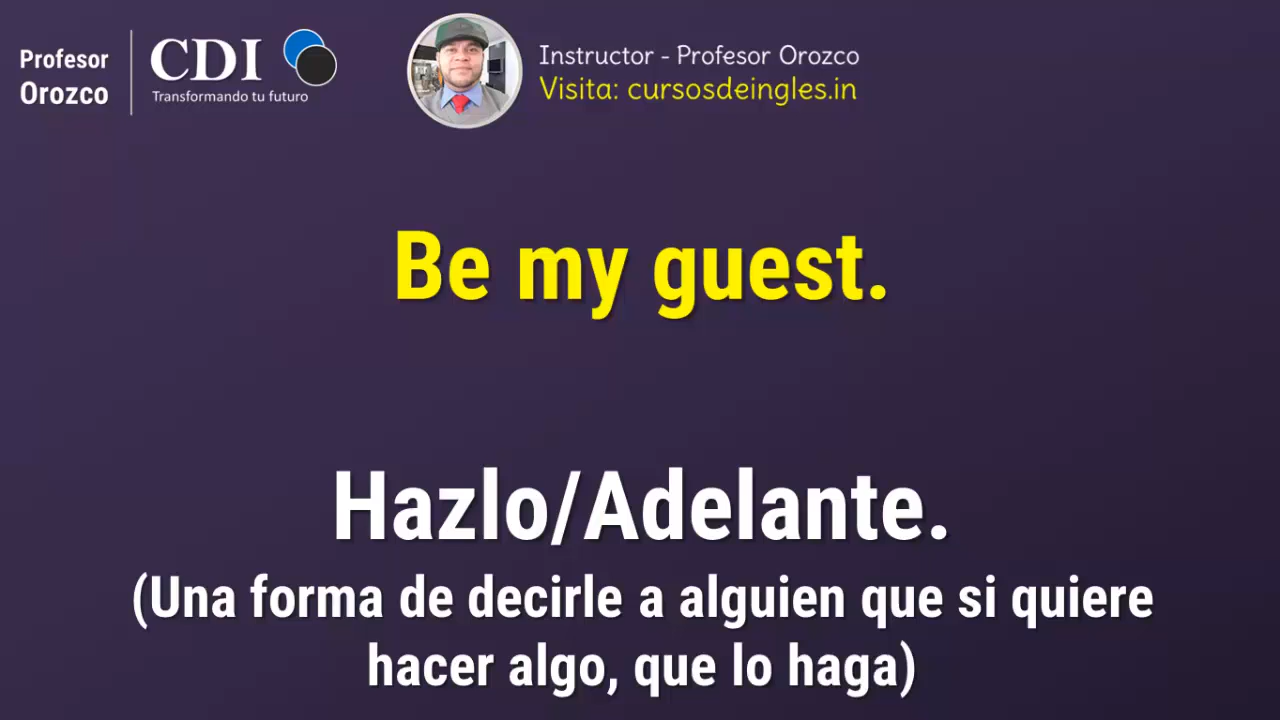 Profesor
Orozco
CDI
Transformando tu futuro
Instructor - Profesor Orozco
Visita: cursosdeingles.in
Be my guest.
Hazlo/Adelante.
(Una forma de decirle a alguien que si quiere
hacer algo, que lo haga)